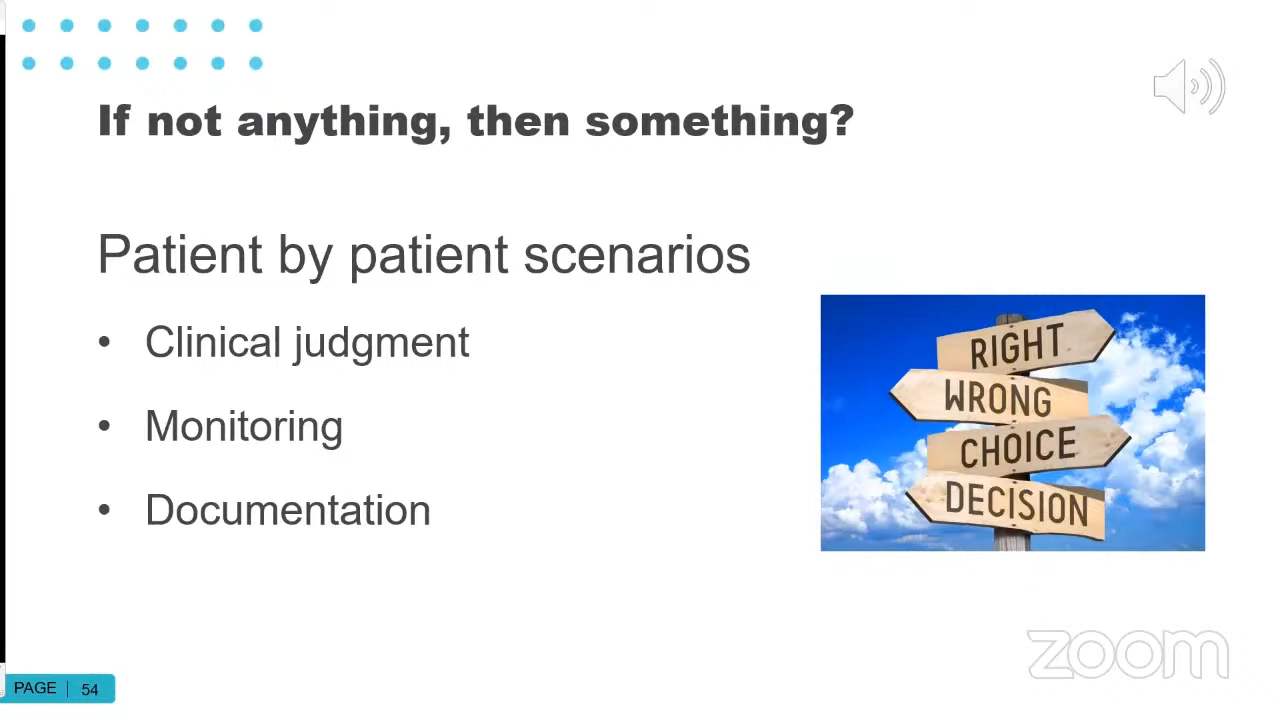 If not anything, then something?
Patient by patient scenarios
• Clinical judgment
• Monitoring
• Documentation
RIGHT
WRONG
CHOICE
DECISION
zoom
PAGE | 54